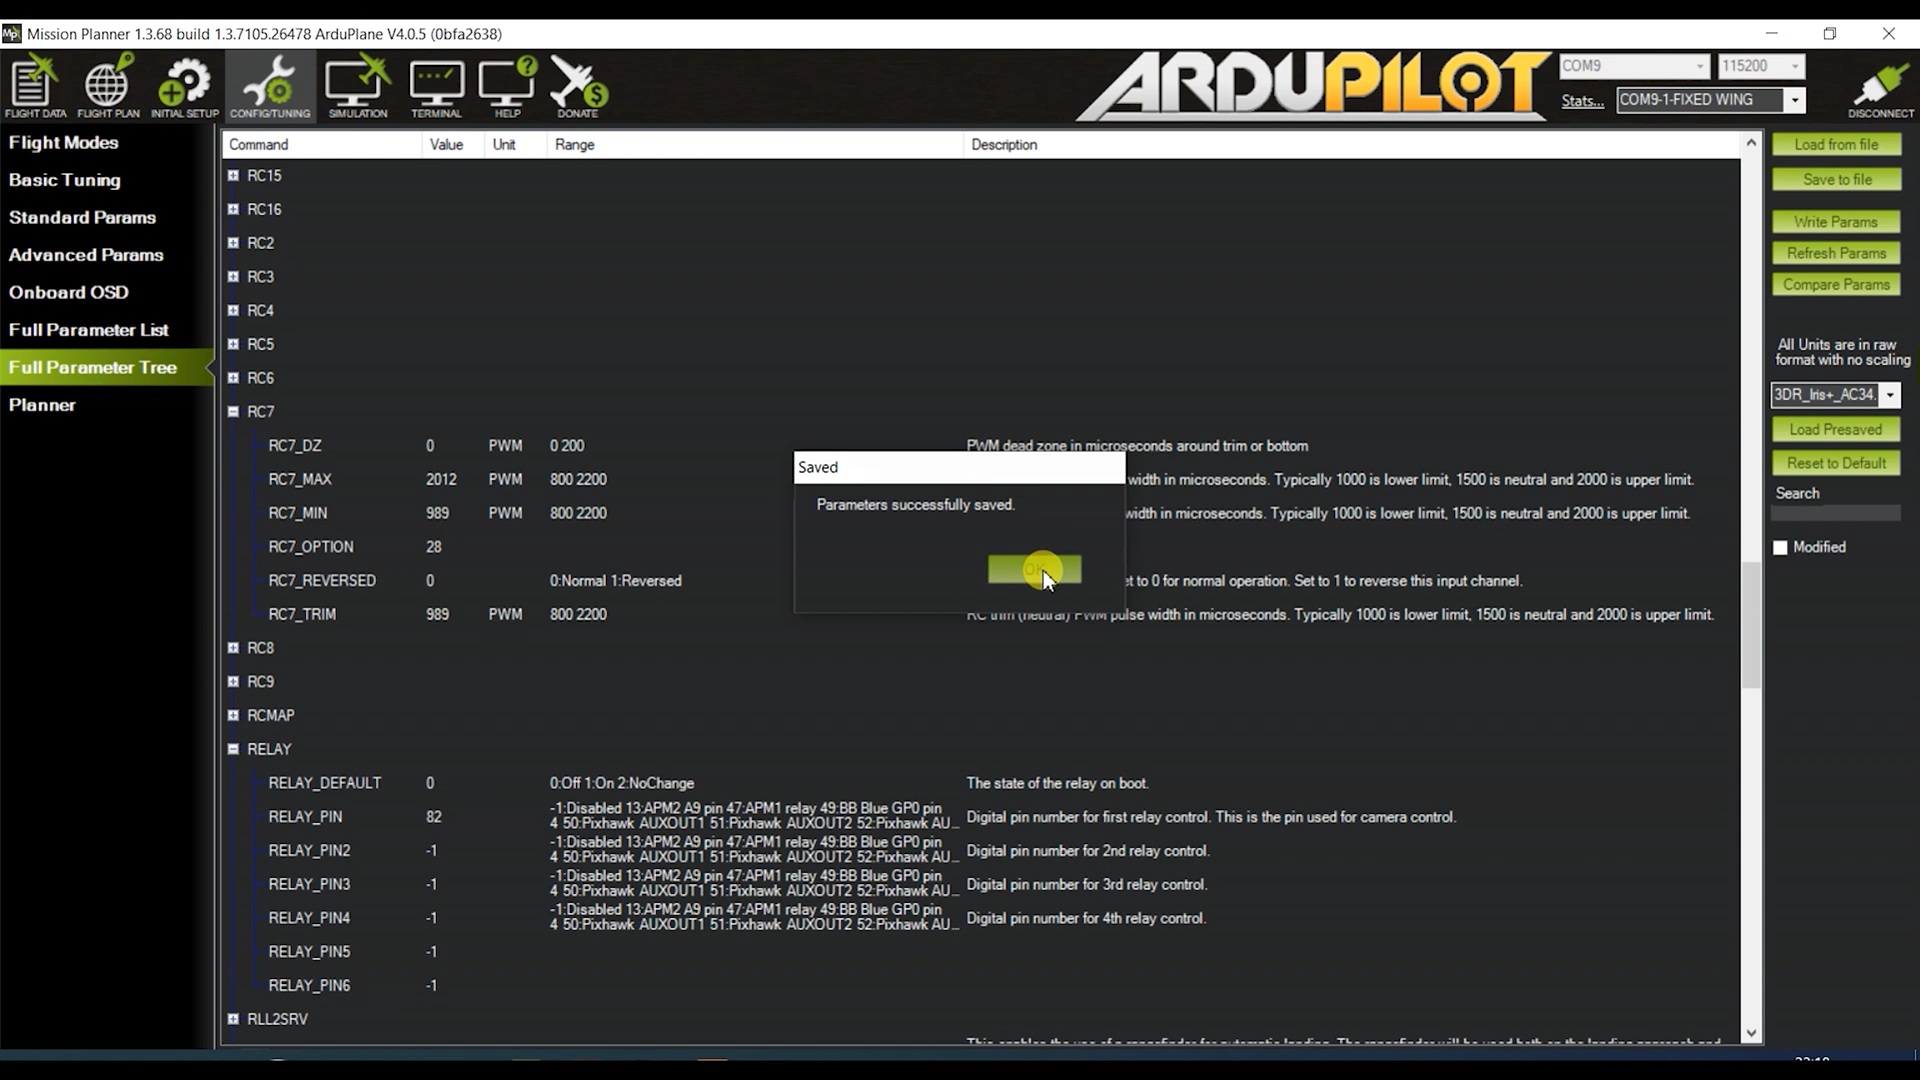 Mission Planner 1.3.68 build 1.3.7105.26478 ArduPlane V4.0.5 (0bfa2638)
FLIGHT DATA FLIGHT PLAN INITIAL SETUP CONFIG/TUNING SIMULATION TERMINAL HELP DONATE
ARDUPILOT
COM9 115200
Stats... COM9-1-FIXED WING
DISCONNECT
Flight Modes
Basic Tuning
Standard Params
Advanced Params
Onboard OSD
Full Parameter List
Full Parameter Tree
Planner
Command Value Unit Range Description
RC15
RC16
RC2
RC3
RC4
RC5
RC6
RC7
RC7_DZ 0 PWM 0 200 PWM dead zone in microseconds around trim or bottom
RC7_MAX 2012 PWM 800 2200 width in microseconds. Typically 1000 is lower limit, 1500 is neutral and 2000 is upper limit.
RC7_MIN 989 PWM 800 2200 width in microseconds. Typically 1000 is lower limit, 1500 is neutral and 2000 is upper limit.
RC7_OPTION 28
RC7_REVERSED 0 0:Normal 1:Reversed to 0 for normal operation. Set to 1 to reverse this input channel.
RC7_TRIM 989 PWM 800 2200 RC trim (neutral) PWM pulse width in microseconds. Typically 1000 is lower limit, 1500 is neutral and 2000 is upper limit.
RC8
RC9
RCMAP
RELAY
RELAY_DEFAULT 0 0:Off 1:On 2:NoChange The state of the relay on boot.
RELAY_PIN 82 -1:Disabled 13:APM2 A9 pin 47:APM1 relay 49:BB Blue GP0 pin
4 50:Pixhawk AUXOUT1 51:Pixhawk AUXOUT2 52:Pixhawk AU... Digital pin number for first relay control. This is the pin used for camera control.
RELAY_PIN2 -1 -1:Disabled 13:APM2 A9 pin 47:APM1 relay 49:BB Blue GP0 pin
4 50:Pixhawk AUXOUT1 51:Pixhawk AUXOUT2 52:Pixhawk AU... Digital pin number for 2nd relay control.
RELAY_PIN3 -1 -1:Disabled 13:APM2 A9 pin 47:APM1 relay 49:BB Blue GP0 pin
4 50:Pixhawk AUXOUT1 51:Pixhawk AUXOUT2 52:Pixhawk AU... Digital pin number for 3rd relay control.
RELAY_PIN4 -1 -1:Disabled 13:APM2 A9 pin 47:APM1 relay 49:BB Blue GP0 pin
4 50:Pixhawk AUXOUT1 51:Pixhawk AUXOUT2 52:Pixhawk AU... Digital pin number for 4th relay control.
RELAY_PIN5 -1
RELAY_PIN6 -1
RLL2SRV
Saved
Parameters successfully saved.
OK
Load from file
Save to file
Write Params
Refresh Params
Compare Params
All Units are in raw
format with no scaling
3DR_Iris+_AC34.
Load Presaved
Reset to Default
Search
Modified